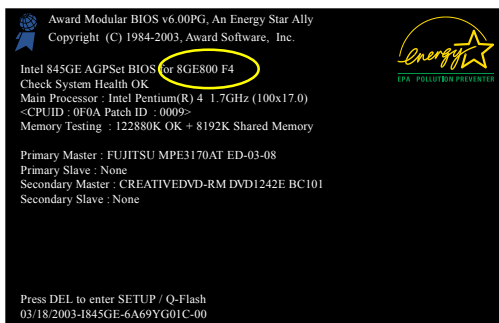 Award Modular BIOS v6.00PG, An Energy Star Ally
Copyright (C) 1984-2003, Award Software, Inc.
energy
EPA POLLUTION PREVENTER
Intel 845GE AGPSet BIOS for 8GE800 F4
Check System Health OK
Main Processor : Intel Pentium(R) 4 1.7GHz (100x17.0)
<CPUID : 0F0A Patch ID : 0009>
Memory Testing : 122880K OK + 8192K Shared Memory
Primary Master : FUJITSU MPE3170AT ED-03-08
Primary Slave : None
Secondary Master : CREATIVEDVD-RM DVD1242E BC101
Secondary Slave : None
Press DEL to enter SETUP / Q-Flash
03/18/2003-I845GE-6A69YG01C-00